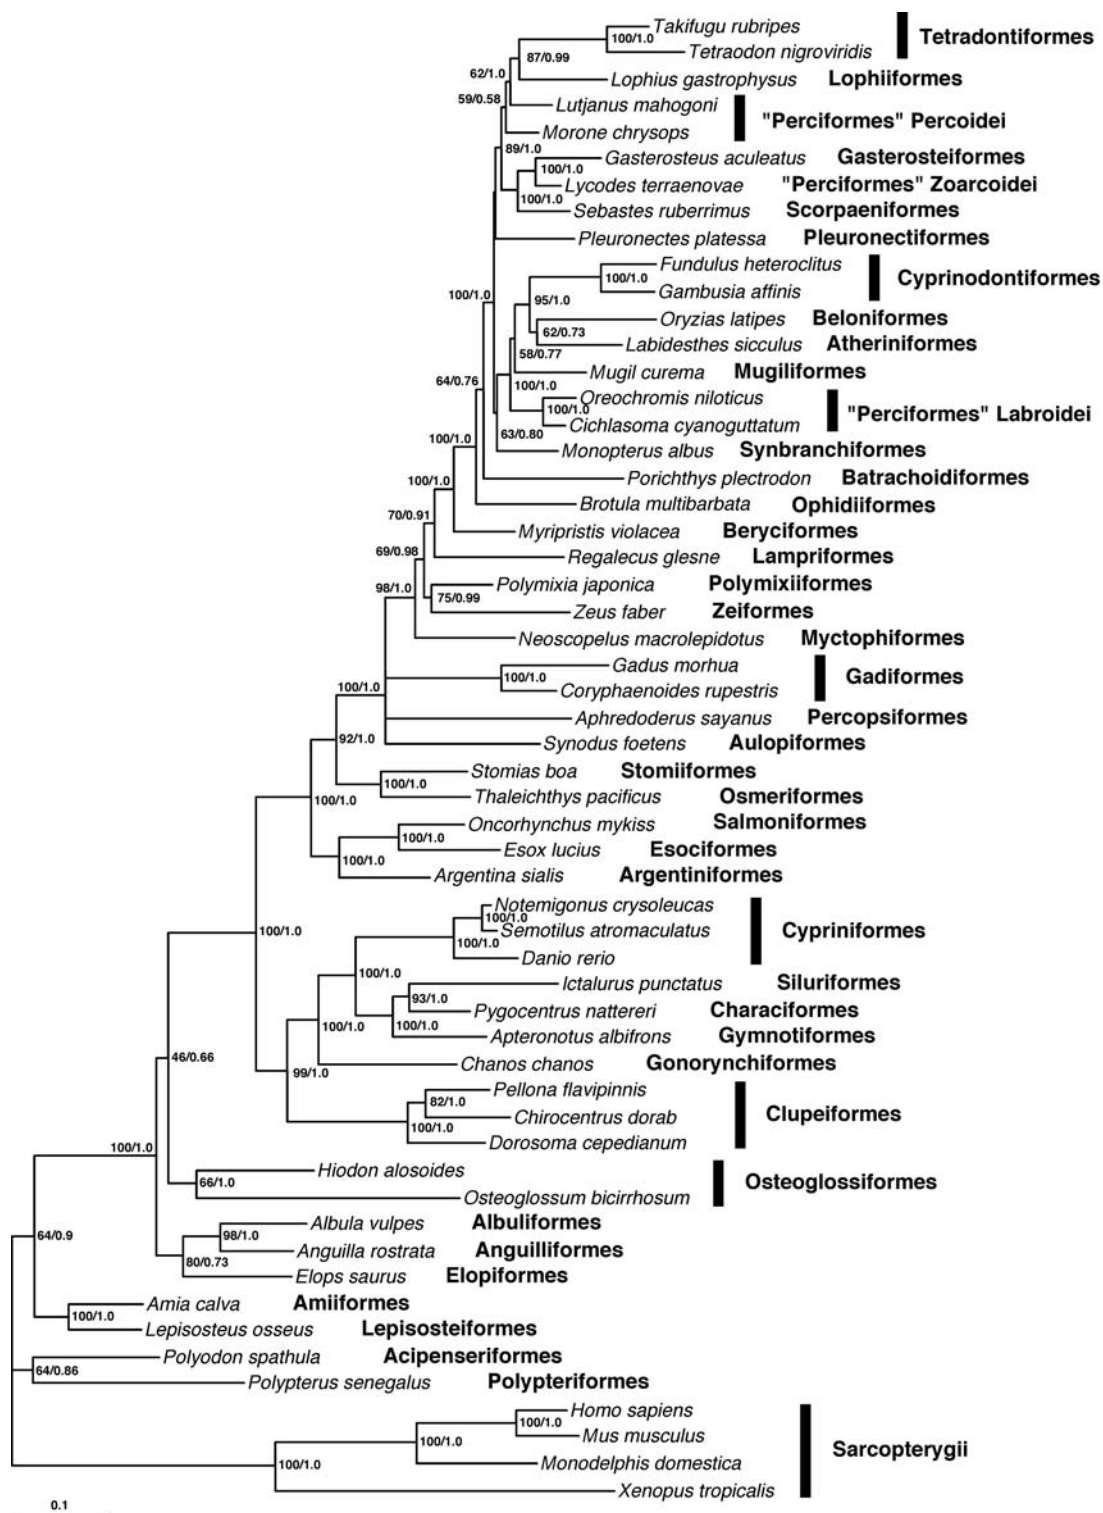 Takifugu rubripes
100/1.0
Tetradontiformes
Tetraodon nigroviridis
87/0.99
62/1.0
Lophius gastrophysus Lophiiformes
59/0.58
Lutjanus mahogoni
"Perciformes" Percoidei
Morone chrysops
89/1.0
Gasterosteus aculeatus Gasterosteiformes
100/1.0
Lycodes terraenovae "Perciformes" Zoarcoidei
100/1.0
Sebastes ruberrimus Scorpaeniformes
Pleuronectes platessa Pleuronectiformes
Fundulus heteroclitus
100/1.0
Cyprinodontiformes
Gambusia affinis
100/1.0
95/1.0
Oryzias latipes Beloniformes
62/0.73
Labidesthes sicculus Atheriniformes
58/0.77
Mugil curema Mugiliformes
64/0.76
100/1.0
Oreochromis niloticus
100/1.0
"Perciformes" Labroidei
Cichlasoma cyanoguttatum
63/0.80
100/1.0
Monopterus albus Synbranchiformes
Porichthys plectrodon Batrachoidiformes
100/1.0
Brotula multibarbata Ophidiiformes
70/0.91
Myripristis violacea Beryciformes
69/0.98
Regalecus glesne Lampriformes
98/1.0
Polymixia japonica Polymixiiformes
75/0.99
Zeus faber Zeiformes
Neoscopelus macrolepidotus Myctophiformes
Gadus morhua
100/1.0
Gadiformes
100/1.0
Coryphaenoides rupestris
Aphredoderus sayanus Percopsiformes
92/1.0
Synodus foetens Aulopiformes
Stomias boa Stomiiformes
100/1.0
Thaleichthys pacificus Osmeriformes
100/1.0
Oncorhynchus mykiss Salmoniformes
100/1.0
Esox lucius Esociformes
100/1.0
Argentina sialis Argentiniformes
Notemigonus crysoleucas
100/1.0
Semotilus atromaculatus
Cypriniformes
100/1.0
100/1.0
Danio rerio
100/1.0
Ictalurus punctatus Siluriformes
93/1.0
Pygocentrus nattereri Characiformes
100/1.0
100/1.0
Apteronotus albifrons Gymnotiformes
46/0.66
Chanos chanos Gonorynchiformes
99/1.0
Pellona flavipinnis
82/1.0
Chirocentrus dorab
Clupeiformes
100/1.0
Dorosoma cepedianum
100/1.0
Hiodon alosoides
66/1.0
Osteoglossiformes
Osteoglossum bicirrhosum
Albula vulpes Albuliformes
64/0.9
98/1.0
Anguilla rostrata Anguilliformes
80/0.73
Elops saurus Elopiformes
Amia calva Amiiformes
100/1.0
Lepisosteus osseus Lepisosteiformes
Polyodon spathula Acipenseriformes
64/0.86
Polypterus senegalus Polypteriformes
Homo sapiens
100/1.0
Mus musculus
100/1.0
Sarcopterygii
Monodelphis domestica
100/1.0
Xenopus tropicalis
0.1